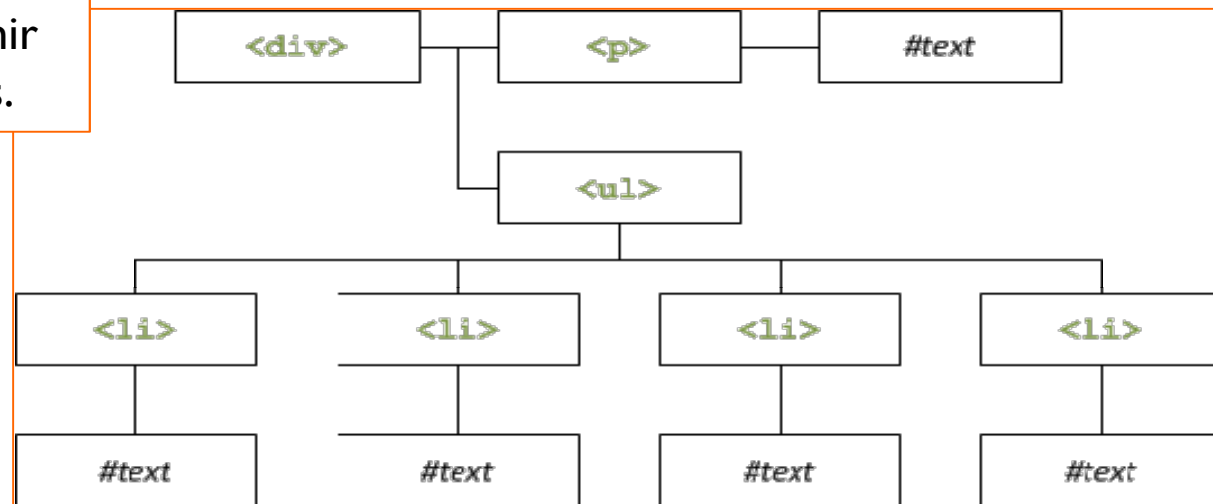 <div> <p> #text
<ul>
<li> <li> <li> <li>
#text #text #text #text